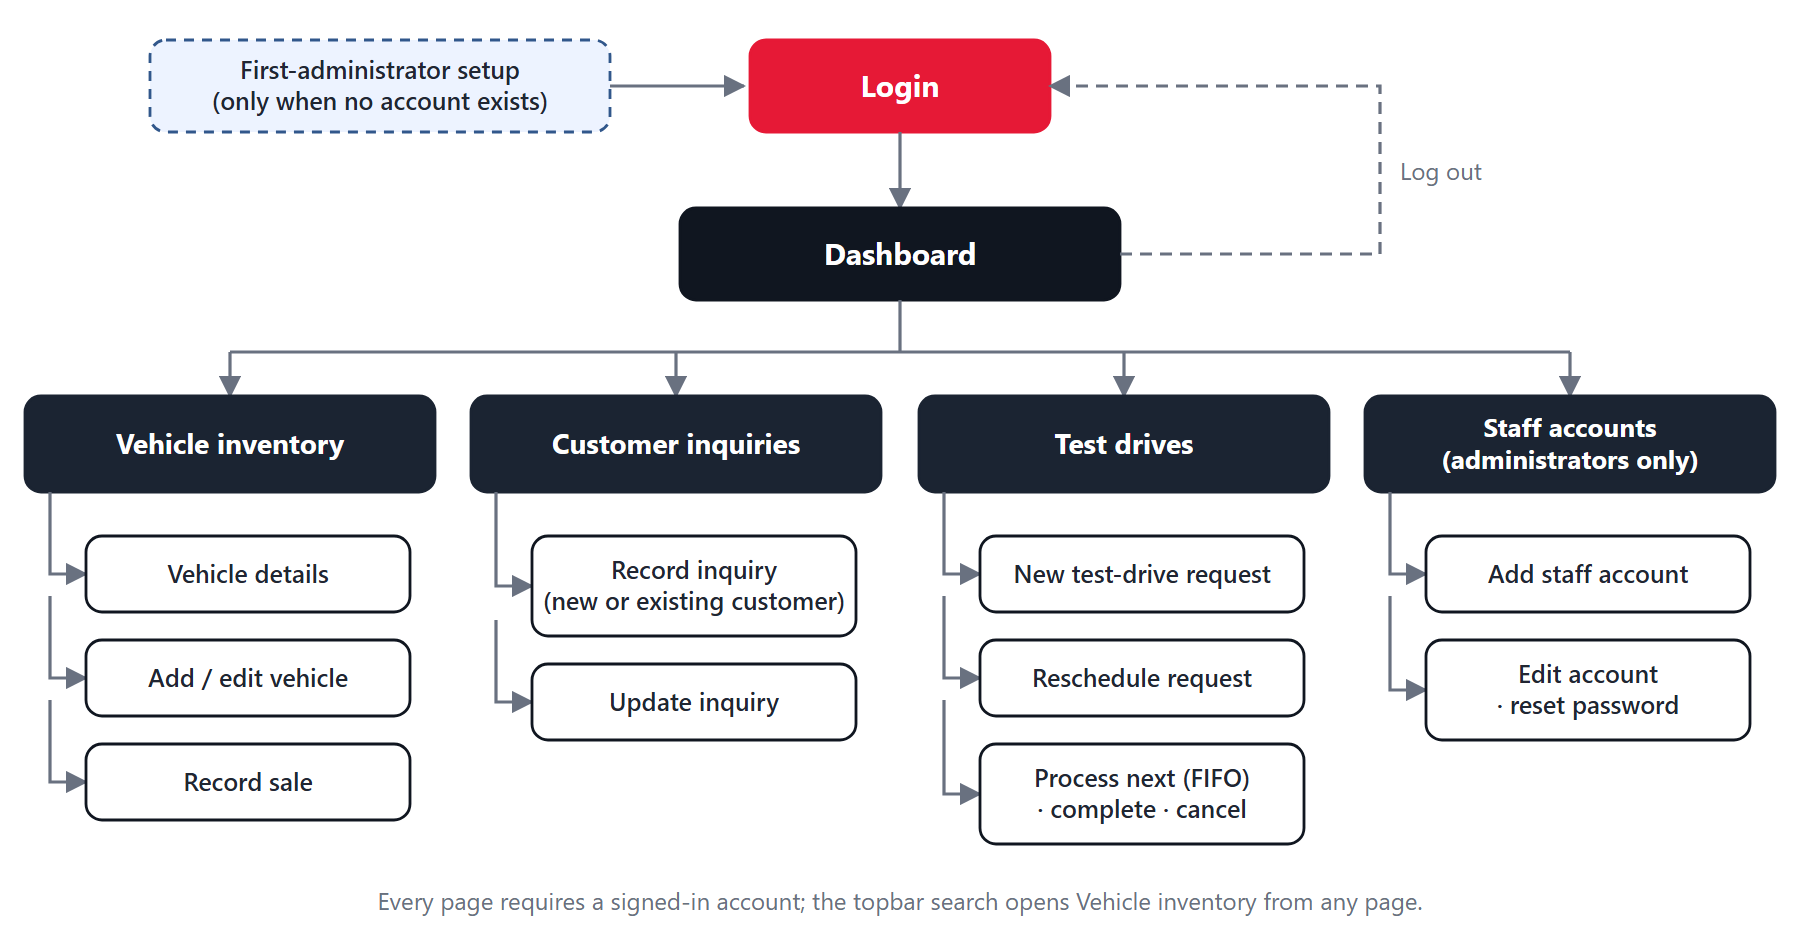 First-administrator setup
(only when no account exists)
Login
Log out
Dashboard
Vehicle inventory
Customer inquiries
Test drives
Staff accounts
(administrators only)
Vehicle details
Add / edit vehicle
Record sale
Record inquiry
(new or existing customer)
Update inquiry
New test-drive request
Reschedule request
Process next (FIFO)
· complete · cancel
Add staff account
Edit account
· reset password
Every page requires a signed-in account; the topbar search opens Vehicle inventory from any page.